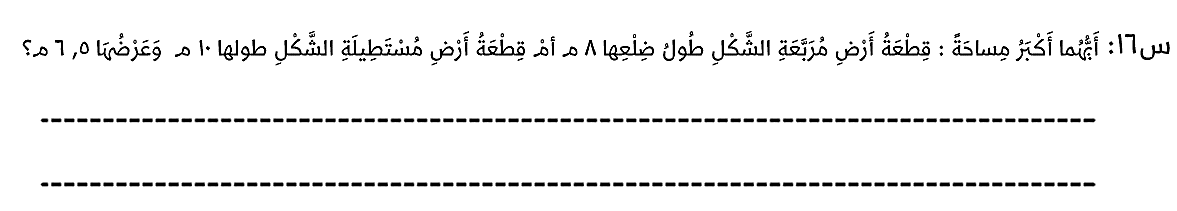 س١٦: أَيُّهُما أَكْبَرُ مِساحَةً : قِطْعَةُ أَرْضٍ مُرَبَّعَةِ الشَّكْلِ طُولُ ضِلْعِها ٨ م أمْ قِطْعَةُ أَرْضِ مُسْتَطِيلَةِ الشَّكْلِ طولها ١٠ م وَعَرْضُهَا ٦,٥ م؟